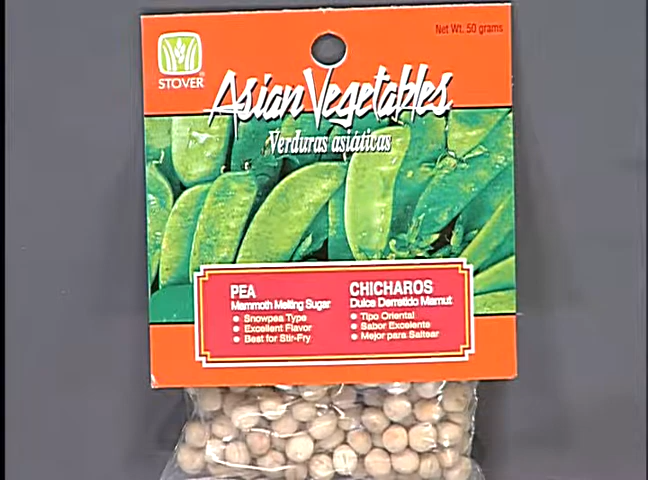 Net Wt. 50 grams
STOVER
Asian Vegetables
Verduras asiáticas
PEA
Mammoth Melting Sugar
• Snowpea Type
• Excellent Flavor
• Best for Stir-Fry
CHICHAROS
Dulce Derretido Mamut
• Tipo Oriental
• Sabor Excelente
• Mejor para Saltear